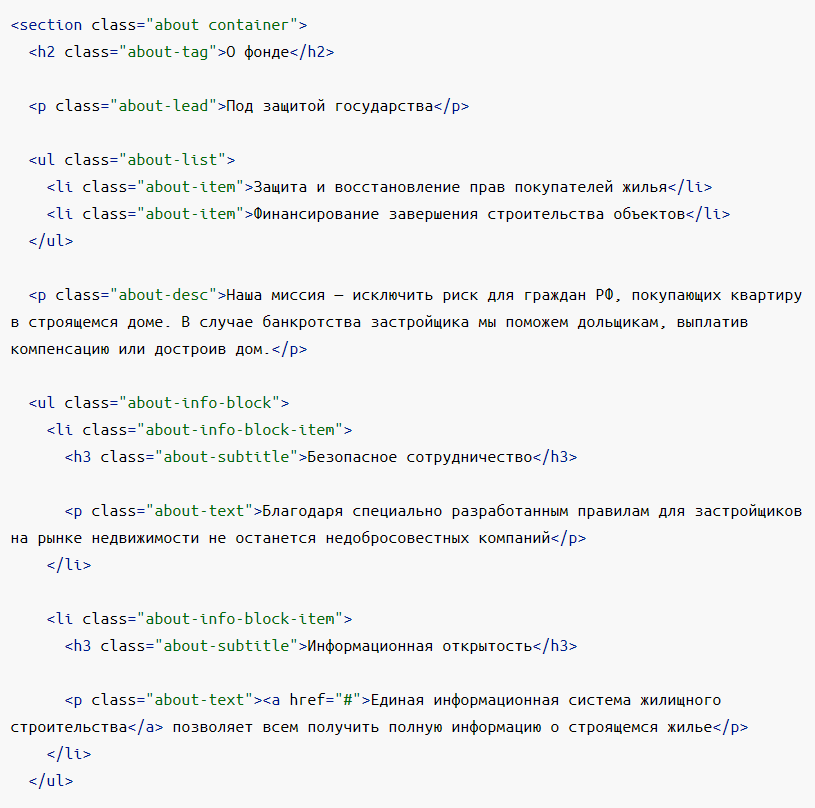 <section class="about container">
<h2 class="about-tag">О фонде</h2>
<p class="about-lead">Под защитой государства</p>
<ul class="about-list">
<li class="about-item">Защита и восстановление прав покупателей жилья</li>
<li class="about-item">Финансирование завершения строительства объектов</li>
</ul>
<p class="about-desc">Наша миссия – исключить риск для граждан РФ, покупающих квартиру
в строящемся доме. В случае банкротства застройщика мы поможем дольщикам, выплатив
компенсацию или достроив дом.</p>
<ul class="about-info-block">
<li class="about-info-block-item">
<h3 class="about-subtitle">Безопасное сотрудничество</h3>
<p class="about-text">Благодаря специально разработанным правилам для застройщиков
на рынке недвижимости не останется недобросовестных компаний</p>
</li>
<li class="about-info-block-item">
<h3 class="about-subtitle">Информационная открытость</h3>
<p class="about-text"><a href="#">Единая информационная система жилищного
строительства</a> позволяет всем получить полную информацию о строящемся жилье</p>
</li>
</ul>